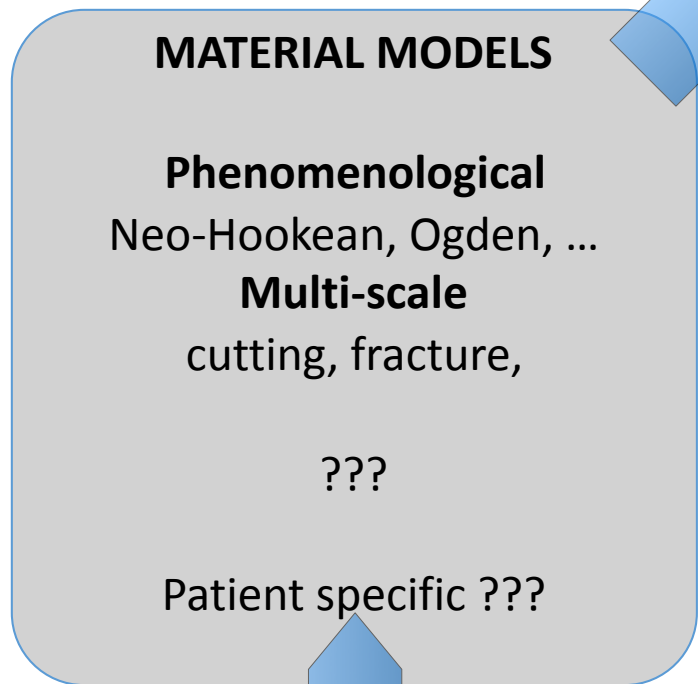 MATERIAL MODELS
Phenomenological
Neo-Hookean, Ogden, …
Multi-scale
cutting, fracture,
???
Patient specific ???